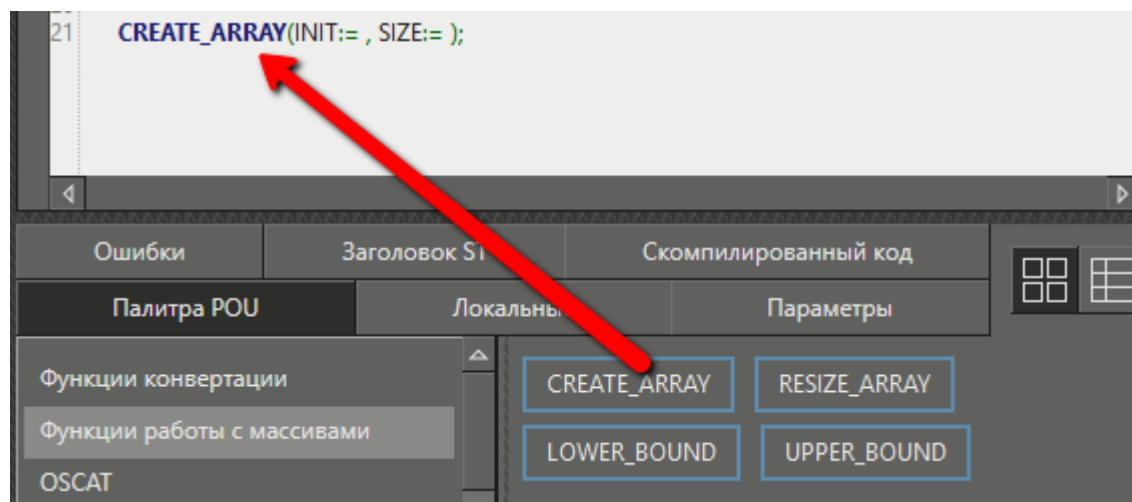 21 CREATE_ARRAY(INIT:= , SIZE:= );
Ошибки Заголовок ST Скомпилированный код
Палитра POU Параметры
Функции конвертации
Функции работы с массивами
OSCAT
CREATE_ARRAY RESIZE_ARRAY
LOWER_BOUND UPPER_BOUND